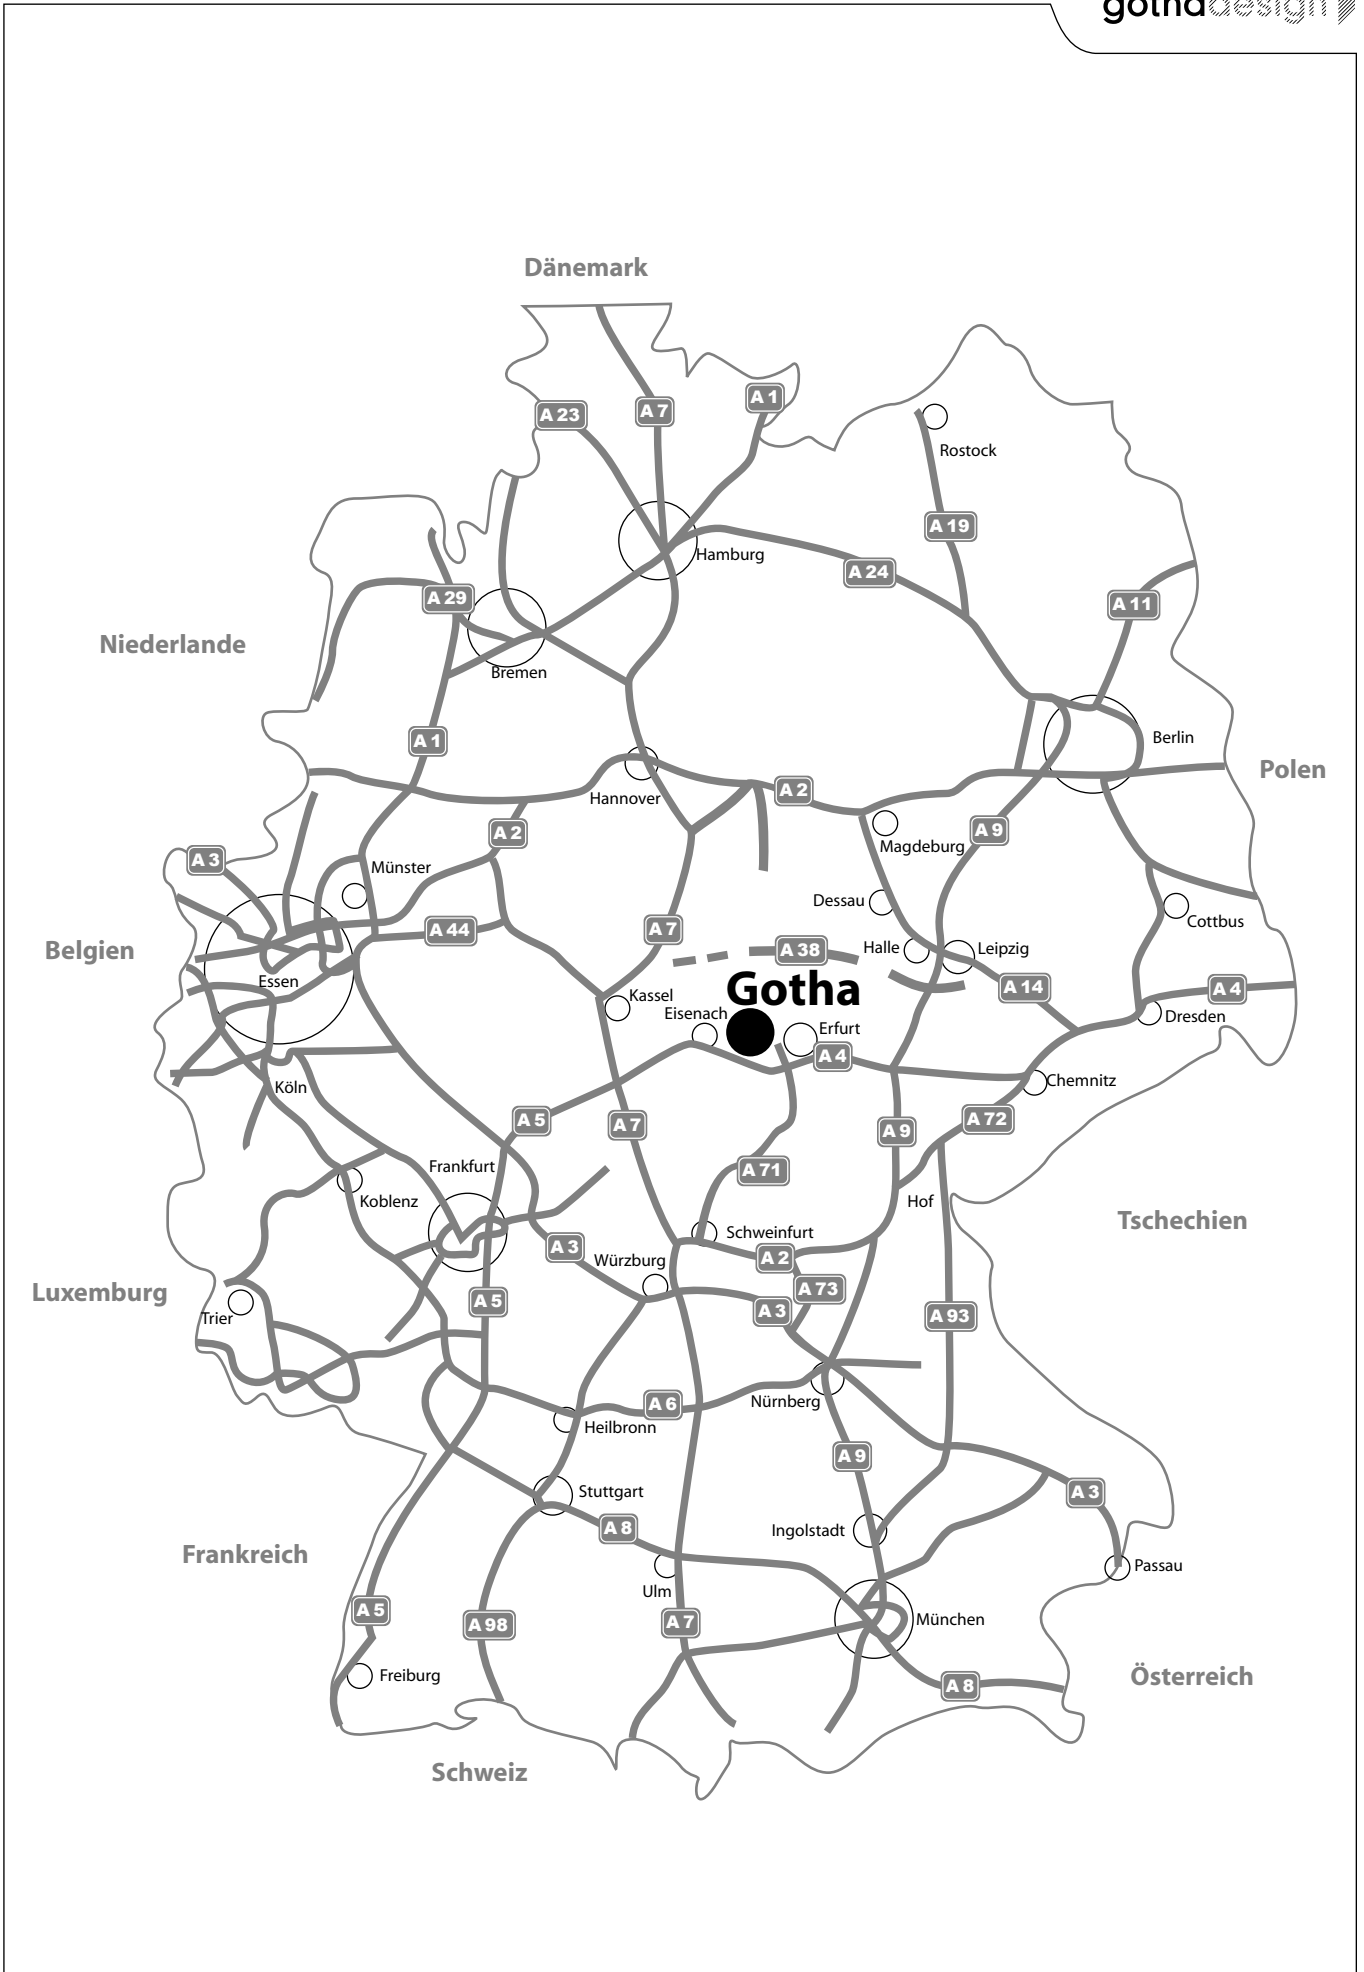 gothadesign
Dänemark
A 23
A 7
A 1
Rostock
A 19
Hamburg
A 24
A 29
A 11
Niederlande
Bremen
A 1
Berlin
Polen
Hannover
A 2
A 2
Magdeburg
A 9
A 3
Münster
Dessau
Cottbus
A 44
A 7
Belgien
A 38
Halle
Leipzig
Essen
Gotha
A 14
A 4
Kassel
Eisenach
Erfurt
Dresden
A 4
Köln
Chemnitz
A 5
A 7
A 9
A 72
Frankfurt
A 71
Koblenz
Hof
Tschechien
Schweinfurt
A 3
Würzburg
A 2
Luxemburg
A 73
Trier
A 5
A 3
A 93
Nürnberg
A 6
Heilbronn
A 9
Stuttgart
A 3
A 8
Ingolstadt
Frankreich
Passau
Ulm
A 5
A 98
A 7
München
Freiburg
A 8
Österreich
Schweiz